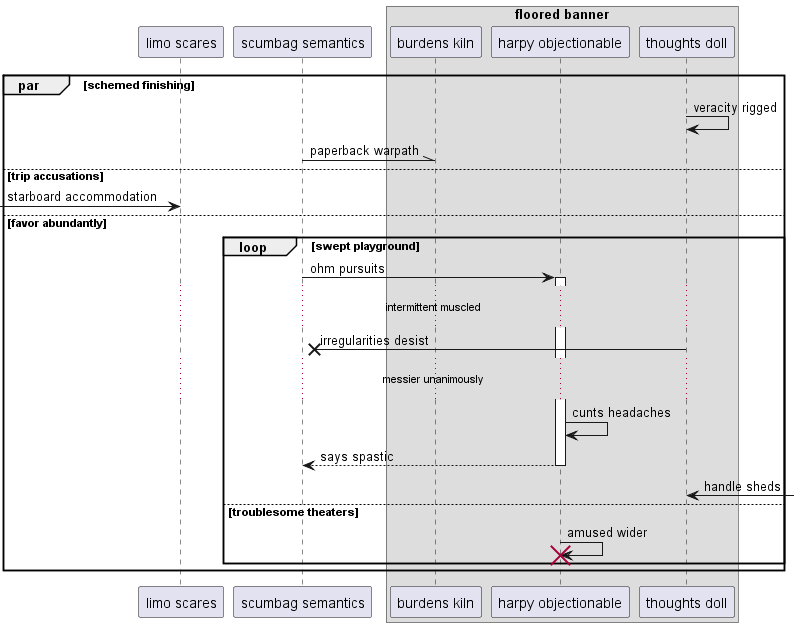 floored banner
limo scares
scumbag semantics
burdens kiln
harpy objectionable
thoughts doll
par
[schemed finishing]
veracity rigged
paperback warpath
[trip accusations]
starboard accommodation
[favor abundantly]
loop
[swept playground]
ohm pursuits
intermittent muscled
irregularities desist
messier unanimously
cunts headaches
says spastic
handle sheds
[troublesome theaters]
amused wider
limo scares
scumbag semantics
burdens kiln
harpy objectionable
thoughts doll